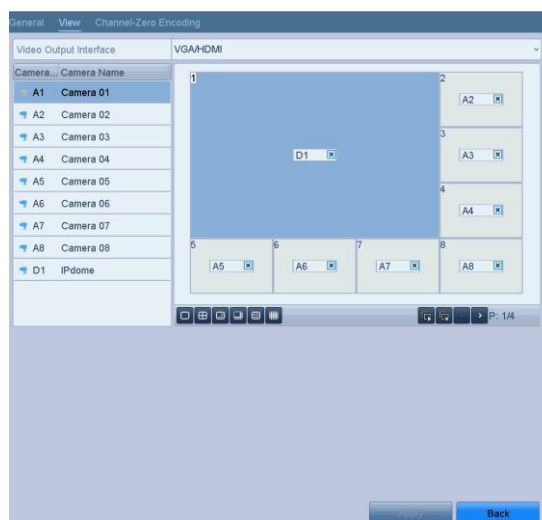 General View Channel-Zero Encoding
Video Output Interface VGA/HDMI
Camera... Camera Name
A1 Camera 01
A2 Camera 02
A3 Camera 03
A4 Camera 04
A5 Camera 05
A6 Camera 06
A7 Camera 07
A8 Camera 08
D1 IPdome
1
D1
2
A2
3
A3
4
A4
5
A5
6
A6
7
A7
8
A8
P: 1/4
Apply Back